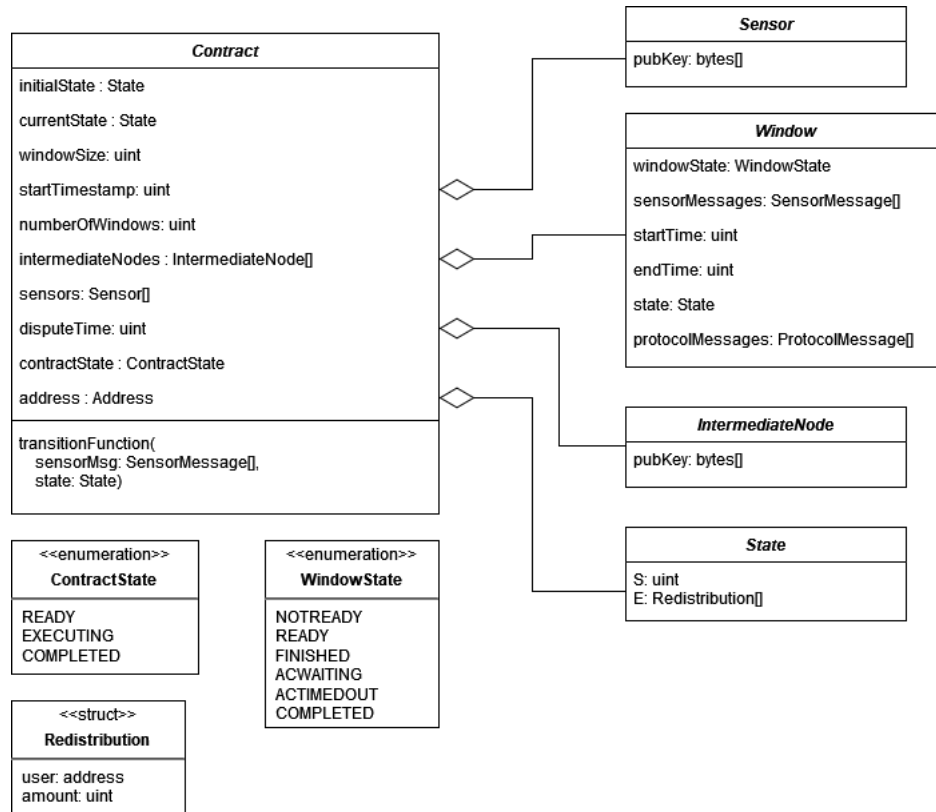 Contract
initialState : State
currentState : State
windowSize: uint
startTimestamp: uint
numberOfWindows: uint
intermediateNodes : IntermediateNode[]
sensors: Sensor[]
disputeTime: uint
contractState : ContractState
address : Address
transitionFunction(
sensorMsg: SensorMessage[],
state: State)
Sensor
pubKey: bytes[]
Window
windowState: WindowState
sensorMessages: SensorMessage[]
startTime: uint
endTime: uint
state: State
protocolMessages: ProtocolMessage[]
IntermediateNode
pubKey: bytes[]
State
S: uint
E: Redistribution[]
<<enumeration>>
ContractState
READY
EXECUTING
COMPLETED
<<enumeration>>
WindowState
NOTREADY
READY
FINISHED
ACWAITING
ACTIMEDOUT
COMPLETED
<<struct>>
Redistribution
user: address
amount: uint